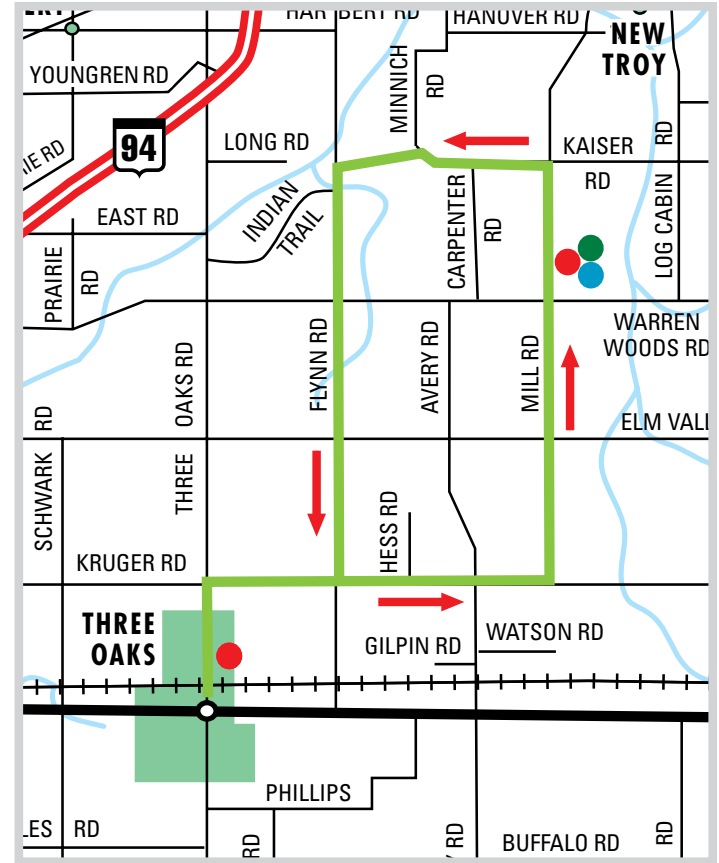 HARBERT RD
HANOVER RD
NEW
TROY
YOUNGREN RD
MINNICH
RD
94
LONG RD
KAISER
RD
RD
IE RD
INDIAN
TRAIL
CARPENTER
RD
LOG CABIN
EAST RD
PRAIRIE
RD
WARREN
WOODS RD
OAKS RD
FLYNN RD
AVERY RD
MILL RD
RD
ELM VALL
SCHWARK
THREE
HESS RD
KRUGER RD
THREE
OAKS
GILPIN RD
WATSON RD
PHILLIPS
LES RD
RD
RD
BUFFALO RD
RD